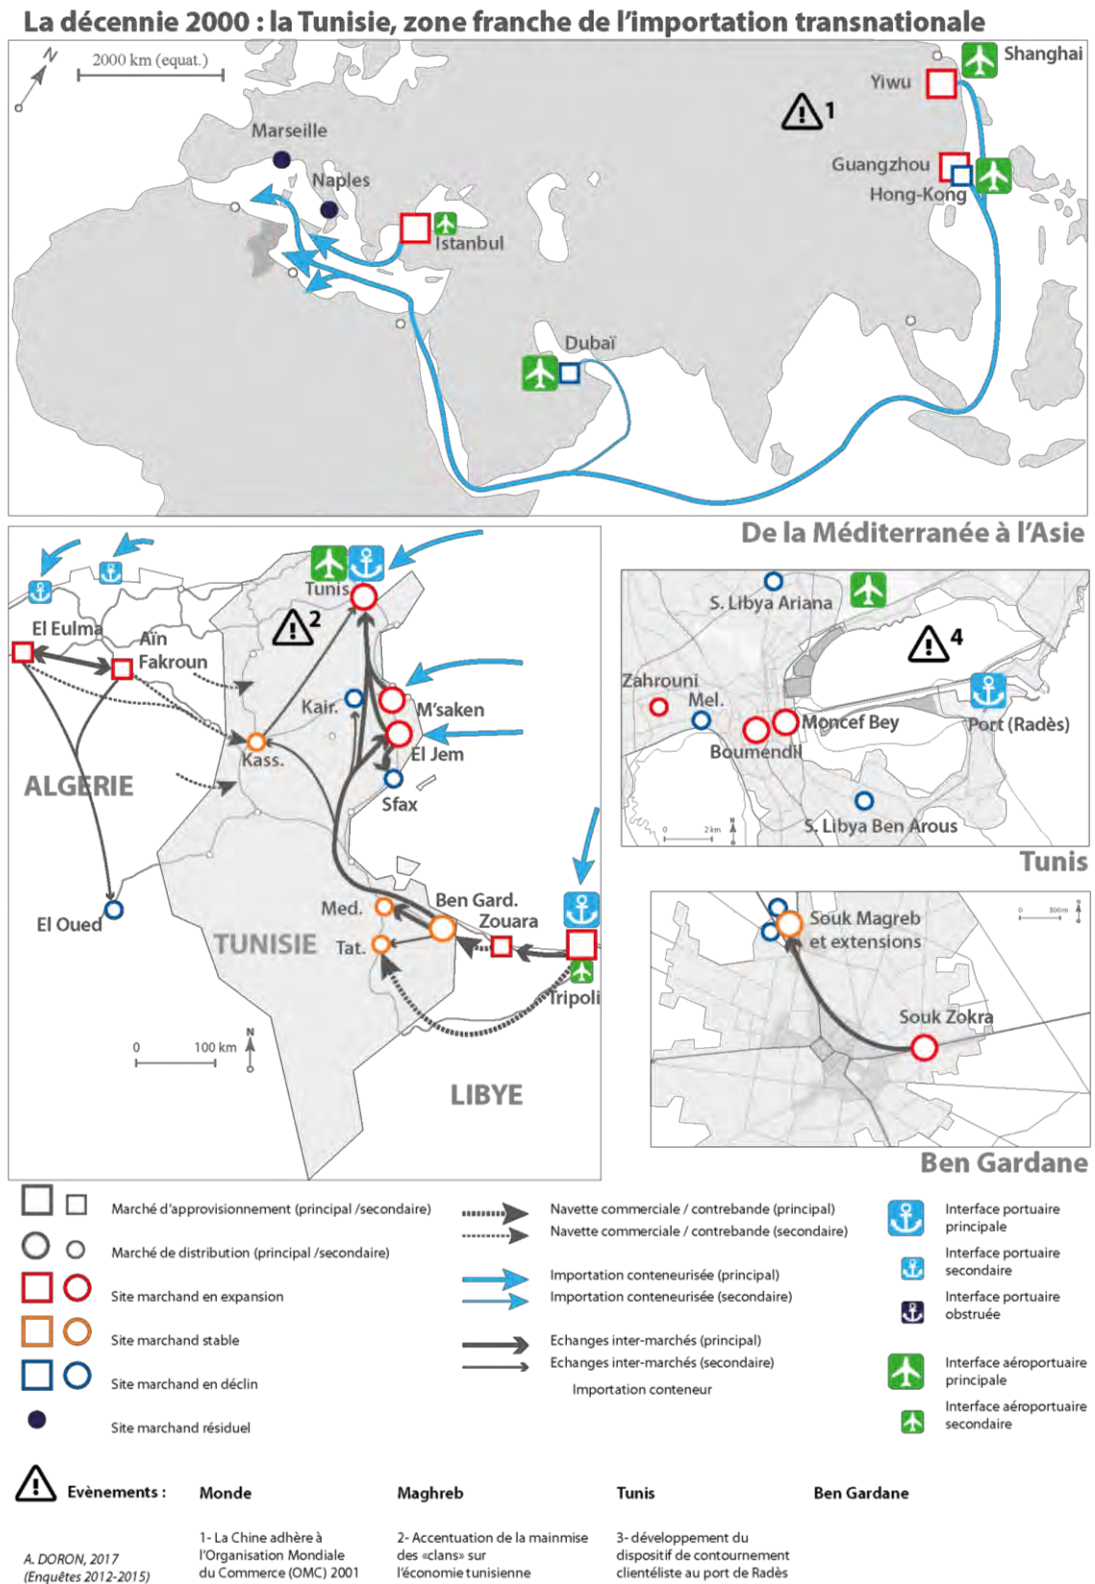 La décennie 2000 : la Tunisie, zone franche de l'importation transnationale
N
2000 km (equat.)
Shanghai
Yiwu
1
Marseille
Guangzhou
Naples
Hong-Kong
Istanbul
Dubaï
De la Méditerranée à l'Asie
Tunis
2
El Eulma
Aïn
Fakroun
Kair.
M'saken
El Jem
Kass.
ALGERIE
Sfax
El Oued
Med.
Ben Gard.
Zouara
TUNISIE
Tat.
Tripoli
N
0 100 km
LIBYE
S. Libya Ariana
4
Zahrouni
Mel.
Moncef Bey
Port (Radès)
Boumendil
S. Libya Ben Arous
0 2 km
N
Tunis
Souk Magreb
et extensions
0 500 m
N
Souk Zokra
Ben Gardane
Marché d'approvisionnement (principal /secondaire)
Marché de distribution (principal /secondaire)
Site marchand en expansion
Site marchand stable
Site marchand en déclin
Site marchand résiduel
Navette commerciale / contrebande (principal)
Navette commerciale / contrebande (secondaire)
Importation conteneurisée (principal)
Importation conteneurisée (secondaire)
Echanges inter-marchés (principal)
Echanges inter-marchés (secondaire)
Importation conteneur
Interface portuaire
principale
Interface portuaire
secondaire
Interface portuaire
obstruée
Interface aéroportuaire
principale
Interface aéroportuaire
secondaire
Evènements :
Monde
Maghreb
Tunis
Ben Gardane
1- La Chine adhère à
l'Organisation Mondiale
du Commerce (OMC) 2001
2- Accentuation de la mainmise
des «clans» sur
l'économie tunisienne
3- développement du
dispositif de contournement
clientéliste au port de Radès
A. DORON, 2017
(Enquêtes 2012-2015)